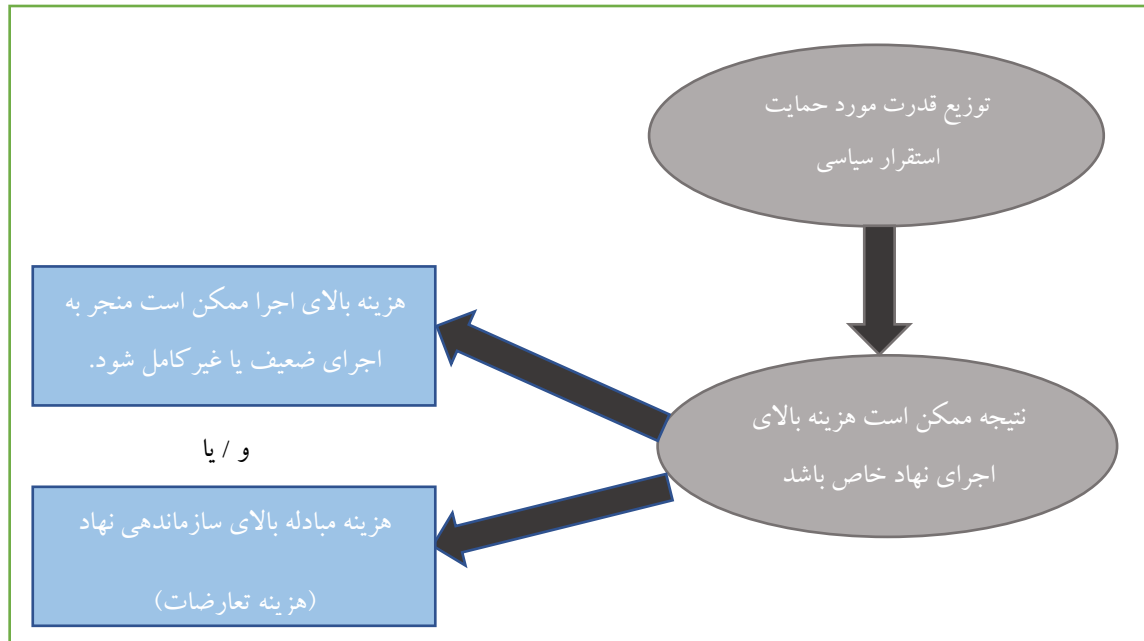 توزیع قدرت مورد حمایت
استقرار سیاسی
نتیجه ممکن است هزینه بالای
اجرای نهاد خاص باشد
هزینه بالای اجرا ممکن است منجر به
اجرای ضعیف یا غیرکامل شود.
و / یا
هزینه مبادله بالای سازماندهی نهاد
(هزینه تعارضات)